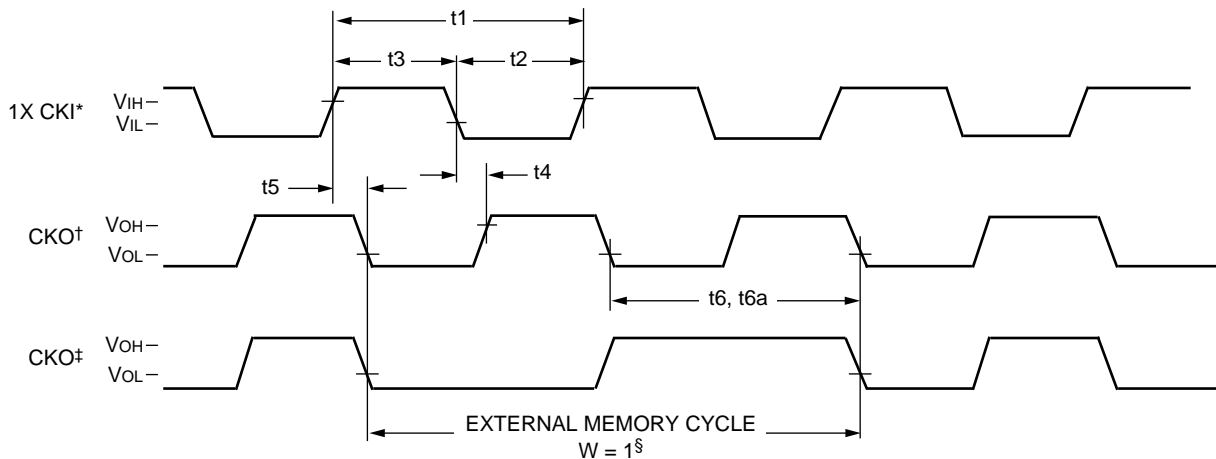 t1
t3
t2
1X CKI*
VIH–
VIL–
t5
t4
CKO†
VOH–
VOL–
t6, t6a
CKO‡
VOH–
VOL–
EXTERNAL MEMORY CYCLE
W = 1§